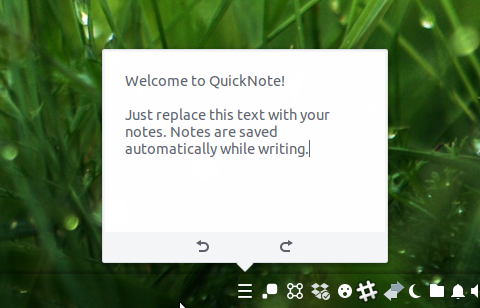 Welcome to QuickNote!
Just replace this text with your
notes. Notes are saved
automatically while writing.